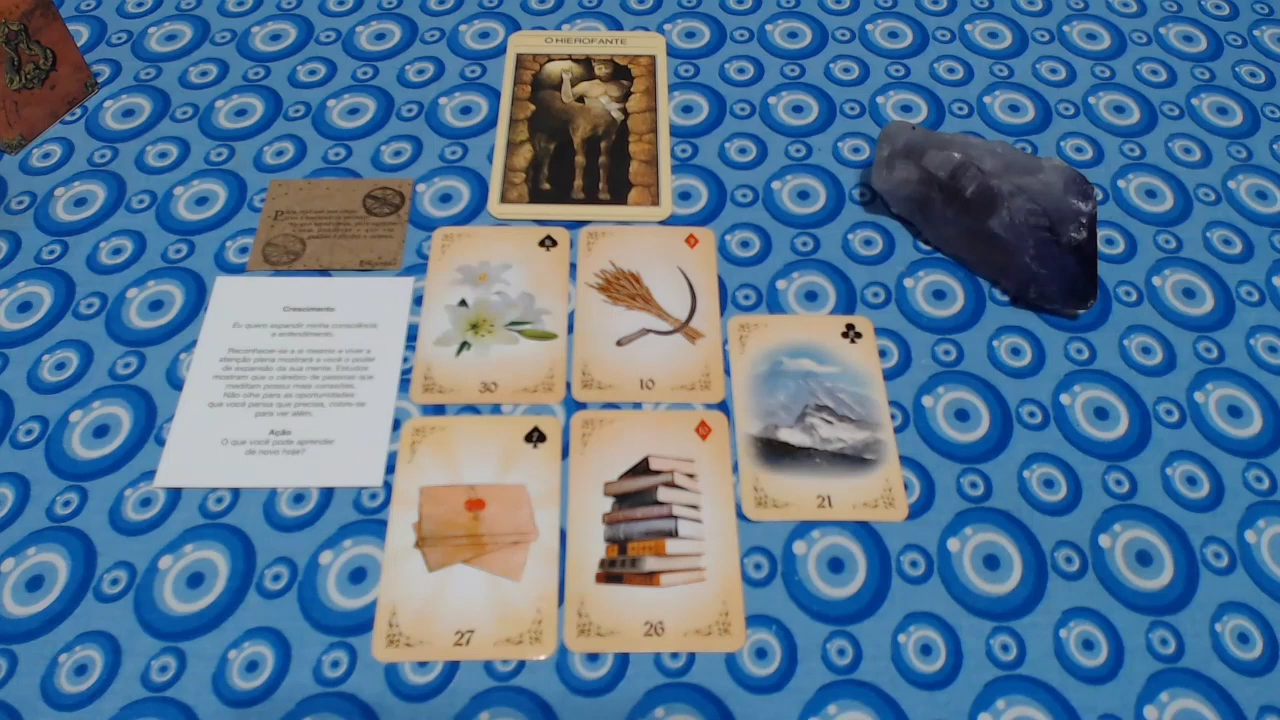 O HIEROFANTE
Crescimento
Eu quero expandir minha consciência
e entendimento.
Reconhecer-se a si mesmo e viver a
atenção plena mostrará a você o poder
de expansão da sua mente. Estudos
mostram que o cérebro de pessoas que
meditam possui mais conexões.
Não olhe para as oportunidades
que você pensa que precisa, cobre-se
para ver além.
Ação
O que você pode aprender
de novo hoje?
30
9
10
21
27
10
26